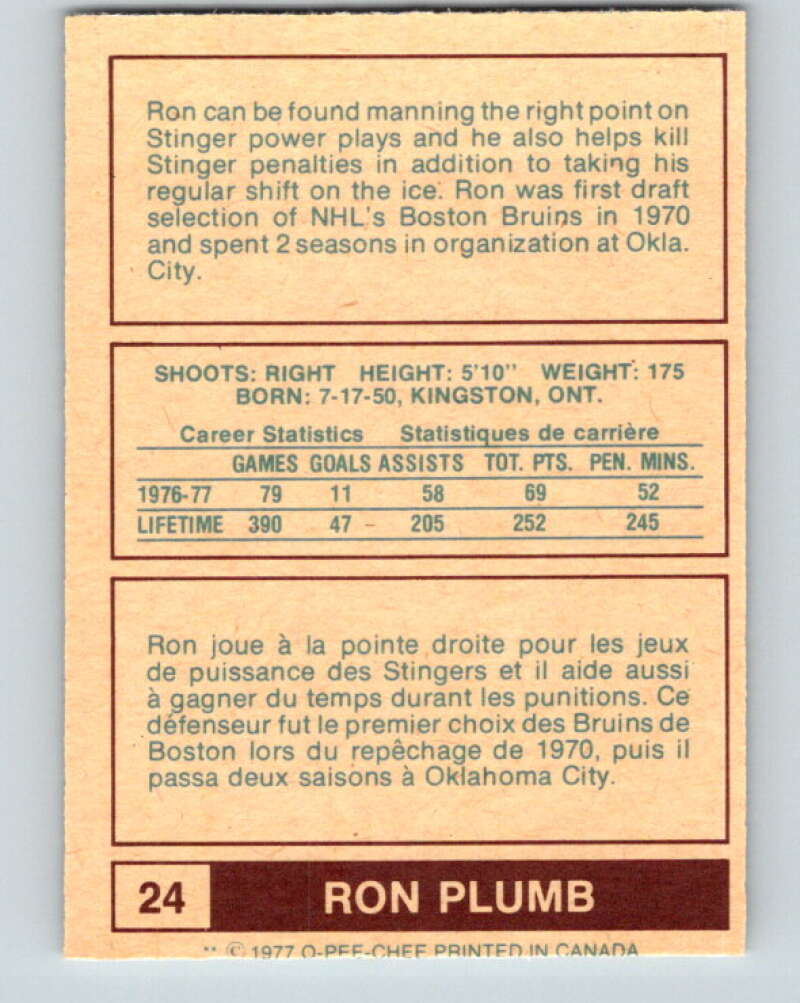 Ron can be found manning the right point on
Stinger power plays and he also helps kill
Stinger penalties in addition to taking his
regular shift on the ice. Ron was first draft
selection of NHL's Boston Bruins in 1970
and spent 2 seasons in organization at Okla.
City.
SHOOTS: RIGHT HEIGHT: 5'10" WEIGHT: 175
BORN: 7-17-50, KINGSTON, ONT.
Career Statistics Statistiques de carrière
GAMES GOALS ASSISTS TOT. PTS. PEN. MINS.
1976-77 79 11 58 69 52
LIFETIME 390 47 205 252 245
Ron joue à la pointe droite pour les jeux
de puissance des Stingers et il aide aussi
à gagner du temps durant les punitions. Ce
défenseur fut le premier choix des Bruins de
Boston lors du repêchage de 1970, puis il
passa deux saisons à Oklahoma City.
24 RON PLUMB
** © 1977 O-PEE-CHEE PRINTED IN CANADA